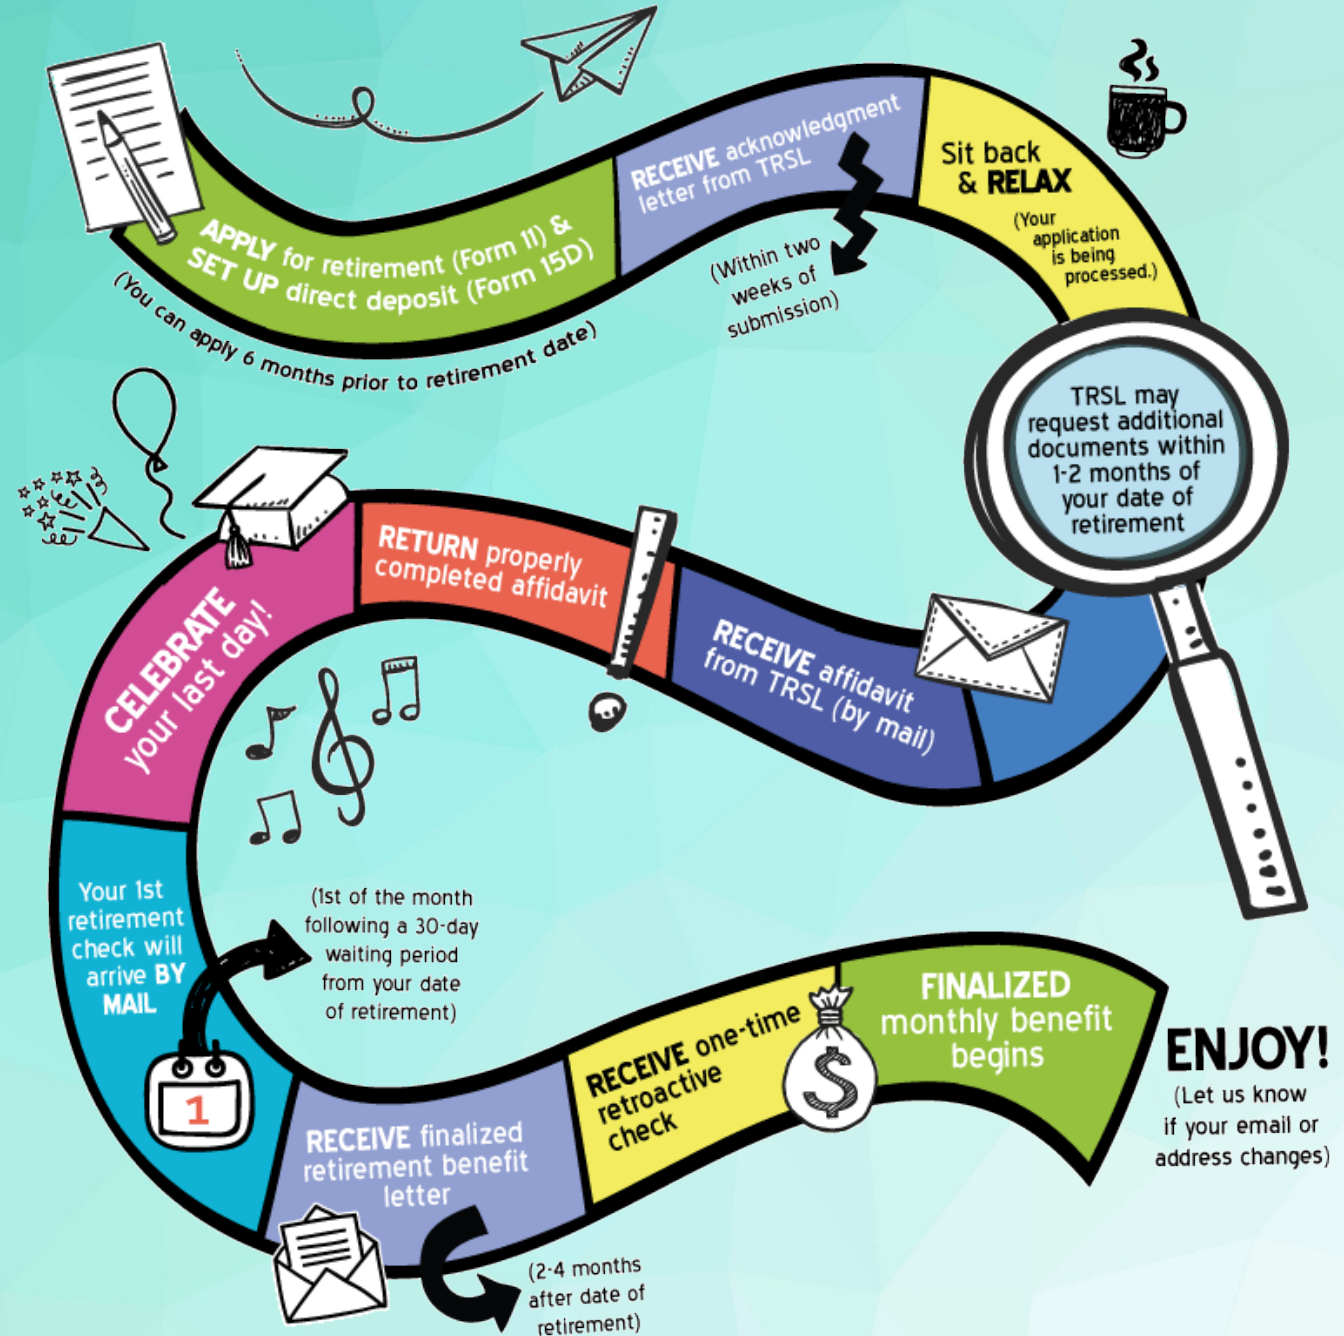 APPLY for retirement (Form 11) &
SET UP direct deposit (Form 15D)
(You can apply 6 months prior to retirement date)
RECEIVE acknowledgment
letter from TRSL
(Within two
weeks of
submission)
Sit back
& RELAX
(Your
application
is being
processed.)
TRSL may
request additional
documents within
1-2 months of
your date of
retirement
RECEIVE affidavit
from TRSL (by mail)
RETURN properly
completed affidavit
CELEBRATE
your last day!
Your 1st
retirement
check will
arrive BY
MAIL
(1st of the month
following a 30-day
waiting period
from your date
of retirement)
1
RECEIVE finalized
retirement benefit
letter
(2-4 months
after date of
retirement)
RECEIVE one-time
retroactive
check
$
FINALIZED
monthly benefit
begins
ENJOY!
(Let us know
if your email or
address changes)